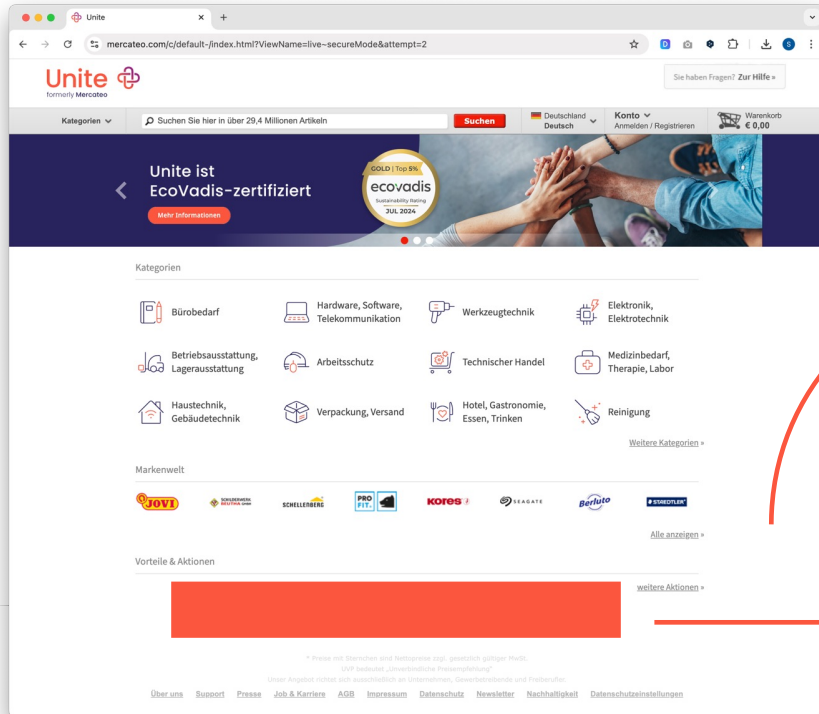 Unite
mercateo.com/c/default-/index.html?ViewName=live~secureMode&attempt=2
D
S
Unite
formerly Mercateo
Sie haben Fragen? Zur Hilfe »
Kategorien
Suchen Sie hier in über 29,4 Millionen Artikeln
Suchen
Deutschland
Deutsch
Konto
Anmelden / Registrieren
Warenkorb
€ 0,00
Unite ist
EcoVadis-zertifiziert
Mehr Informationen
GOLD | Top 5%
ecovadis
Sustainability Rating
JUL 2024
Kategorien
Bürobedarf
Hardware, Software,
Telekommunikation
Werkzeugtechnik
Elektronik,
Elektrotechnik
Betriebsausstattung,
Lagerausstattung
Arbeitsschutz
Technischer Handel
Medizinbedarf,
Therapie, Labor
Haustechnik,
Gebäudetechnik
Verpackung, Versand
Hotel, Gastronomie,
Essen, Trinken
Reinigung
Weitere Kategorien »
Markenwelt
JOVI
SCHILDERWERK
BEUTHA GmbH
SCHELLENBERG
PRO
FIT.
Kores
SEAGATE
Berluto
STAEDTLER
Alle anzeigen »
Vorteile & Aktionen
weitere Aktionen »
* Preise mit Sternchen sind Nettopreise zzgl. gesetzlich gültiger MwSt.
UVP bedeutet „Unverbindliche Preisempfehlung"
Unser Angebot richtet sich ausschließlich an Unternehmen, Gewerbetreibende und Freiberufler.
Über uns Support Presse Job & Karriere AGB Impressum Datenschutz Newsletter Nachhaltigkeit Datenschutzeinstellungen